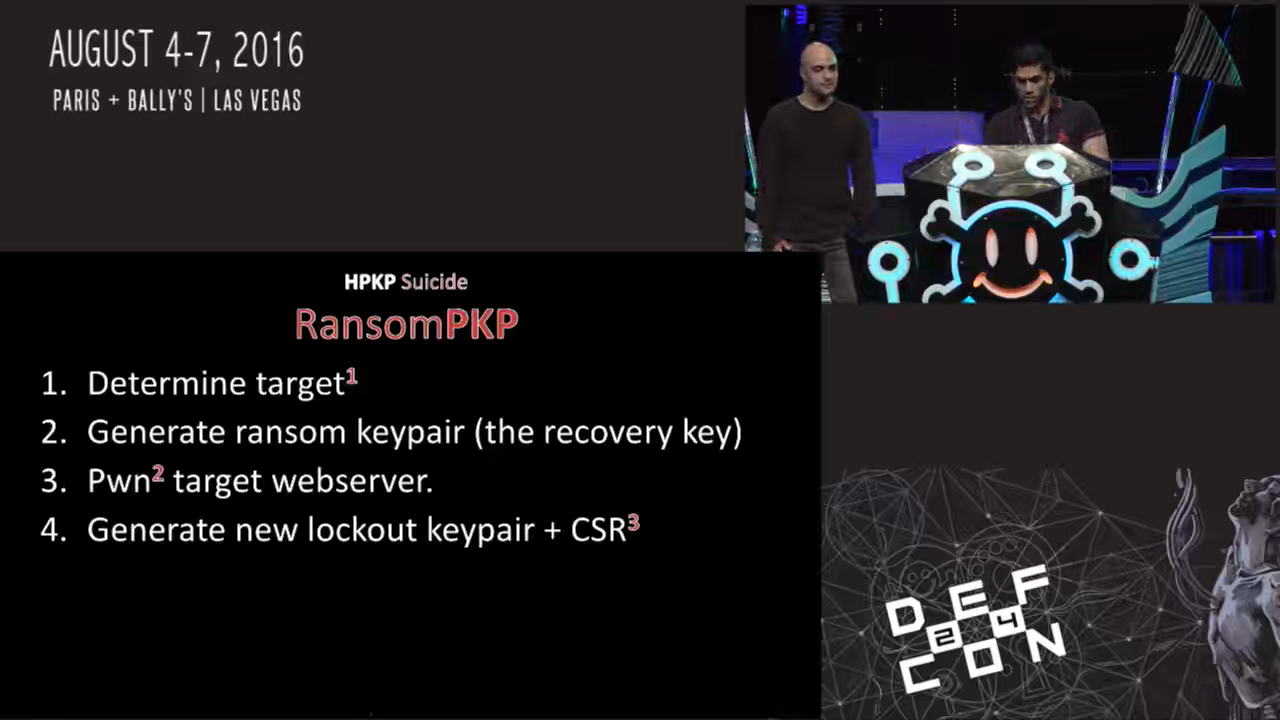 AUGUST 4-7, 2016
PARIS + BALLY'S | LAS VEGAS
HPKP Suicide
RansomPKP
1. Determine target1
2. Generate ransom keypair (the recovery key)
3. Pwn2 target webserver.
4. Generate new lockout keypair + CSR3
DEF
24
CON